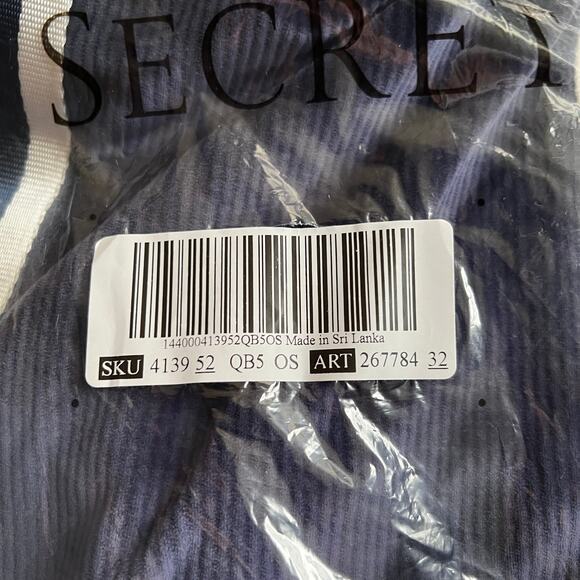 SECRET
144000413952QB5OS Made in Sri Lanka
SKU 4139 52 QB5 OS ART 267784 32